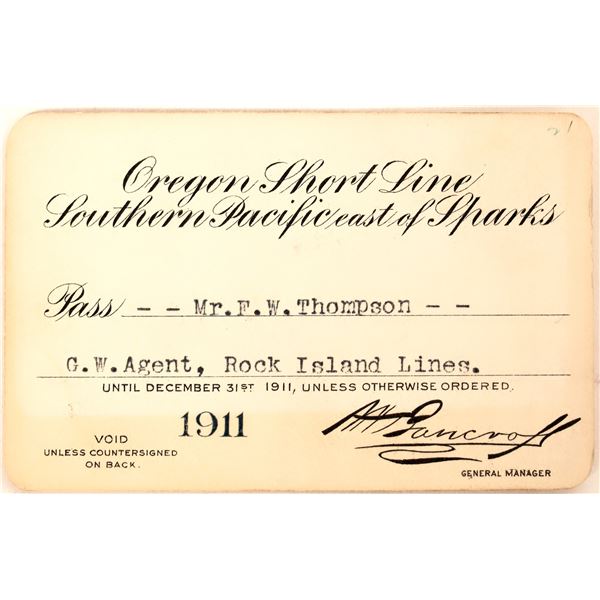 Oregon Short Line
Southern Pacific east of Sparks
Pass - - Mr.F.W.Thompson - -
G.W.Agent, Rock Island Lines.
UNTIL DECEMBER 31ST 1911, UNLESS OTHERWISE ORDERED.
1911
VOID
UNLESS COUNTERSIGNED
ON BACK.
Bancroft
GENERAL MANAGER